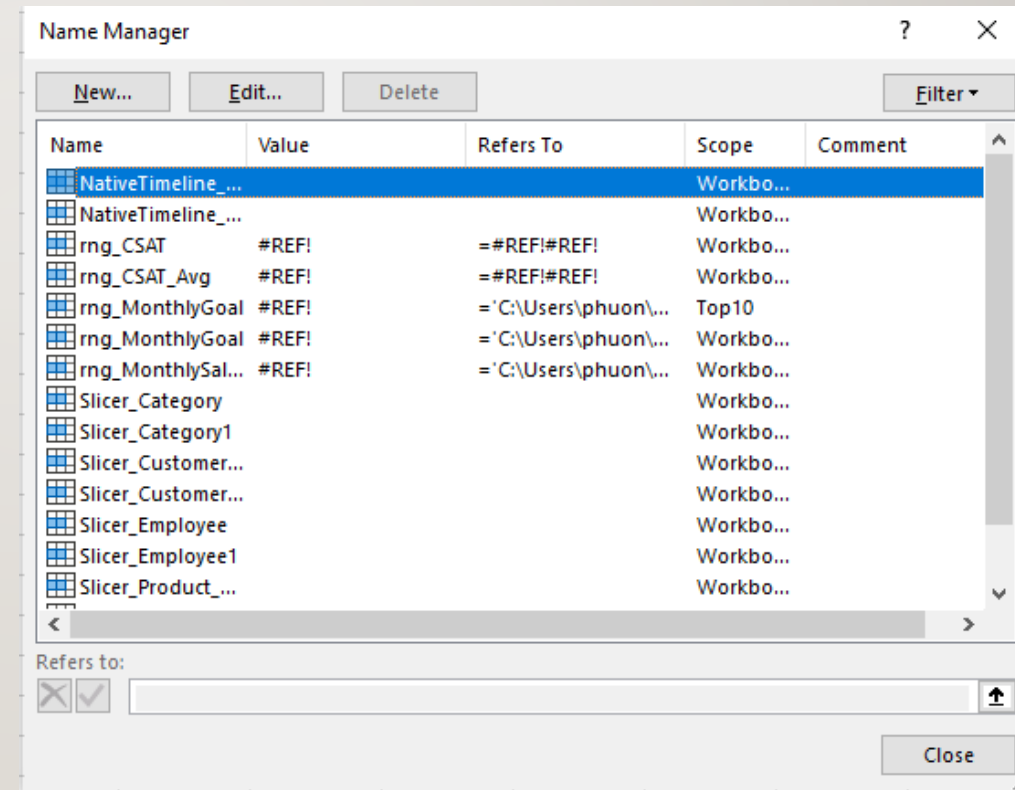 Name Manager ? ×
New... Edit... Delete Filter
Name Value Refers To Scope Comment
NativeTimeline_... Workbo...
NativeTimeline_... Workbo...
rng_CSAT #REF! =#REF!#REF! Workbo...
rng_CSAT_Avg #REF! =#REF!#REF! Workbo...
rng_MonthlyGoal #REF! ='C:\Users\phuon\... Top10
rng_MonthlyGoal #REF! ='C:\Users\phuon\... Workbo...
rng_MonthlySal... #REF! ='C:\Users\phuon\... Workbo...
Slicer_Category Workbo...
Slicer_Category1 Workbo...
Slicer_Customer... Workbo...
Slicer_Customer... Workbo...
Slicer_Employee Workbo...
Slicer_Employee1 Workbo...
Slicer_Product_... Workbo...
Refers to:
Close